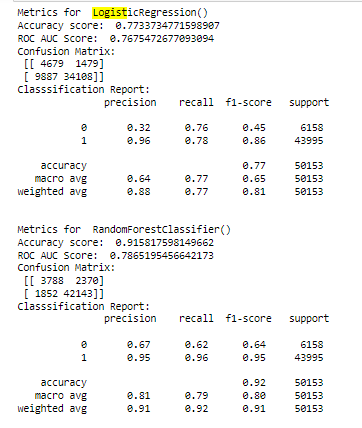 Metrics for  LogisticRegression()
Accuracy score:  0.7733734771598907
ROC AUC Score:  0.7675472677093094
Confusion Matrix:
[[ 4679  1479]
[ 9887 34108]]
Classsification Report:
precision    recall  f1-score   support
0       0.32      0.76      0.45      6158
1       0.96      0.78      0.86     43995
accuracy                           0.77     50153
macro avg       0.64      0.77      0.65     50153
weighted avg       0.88      0.77      0.81     50153
Metrics for  RandomForestClassifier()
Accuracy score:  0.915817598149662
ROC AUC Score:  0.7865195456642173
Confusion Matrix:
[[ 3788  2370]
[ 1852 42143]]
Classsification Report:
precision    recall  f1-score   support
0       0.67      0.62      0.64      6158
1       0.95      0.96      0.95     43995
accuracy                           0.92     50153
macro avg       0.81      0.79      0.80     50153
weighted avg       0.91      0.92      0.91     50153